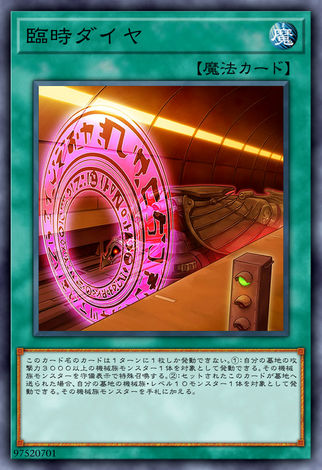 臨時ダイヤ
魔
【魔法カード】
このカード名のカードは１ターンに１枚しか発動できない。①：自分の墓地の攻
撃力３０００以上の機械族モンスター１体を対象として発動できる。その機械
族モンスターを守備表示で特殊召喚する。②：セットされたこのカードが墓地へ
送られた場合、自分の墓地の機械族・レベル１０モンスター１体を対象として発
動できる。その機械族モンスターを手札に加える。
97520701